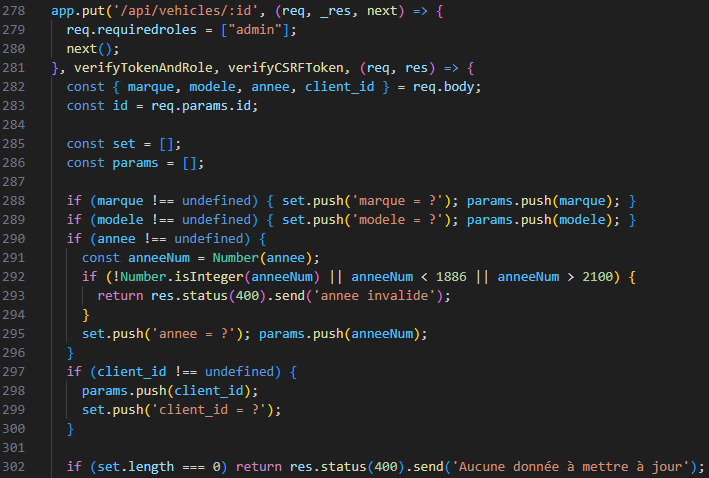 278 app.put('/api/vehicles/:id', (req, _res, next) => {
279   req.requiredroles = ["admin"];
280   next();
281 }, verifyTokenAndRole, verifyCSRFToken, (req, res) => {
282   const { marque, modele, annee, client_id } = req.body;
283   const id = req.params.id;
284
285   const set = [];
286   const params = [];
287
288   if (marque !== undefined) { set.push('marque = ?'); params.push(marque); }
289   if (modele !== undefined) { set.push('modele = ?'); params.push(modele); }
290   if (annee !== undefined) {
291     const anneeNum = Number(annee);
292     if (!Number.isInteger(anneeNum) || anneeNum < 1886 || anneeNum > 2100) {
293       return res.status(400).send('annee invalide');
294     }
295     set.push('annee = ?'); params.push(anneeNum);
296   }
297   if (client_id !== undefined) {
298     params.push(client_id);
299     set.push('client_id = ?');
300   }
301
302   if (set.length === 0) return res.status(400).send('Aucune donnée à mettre à jour');